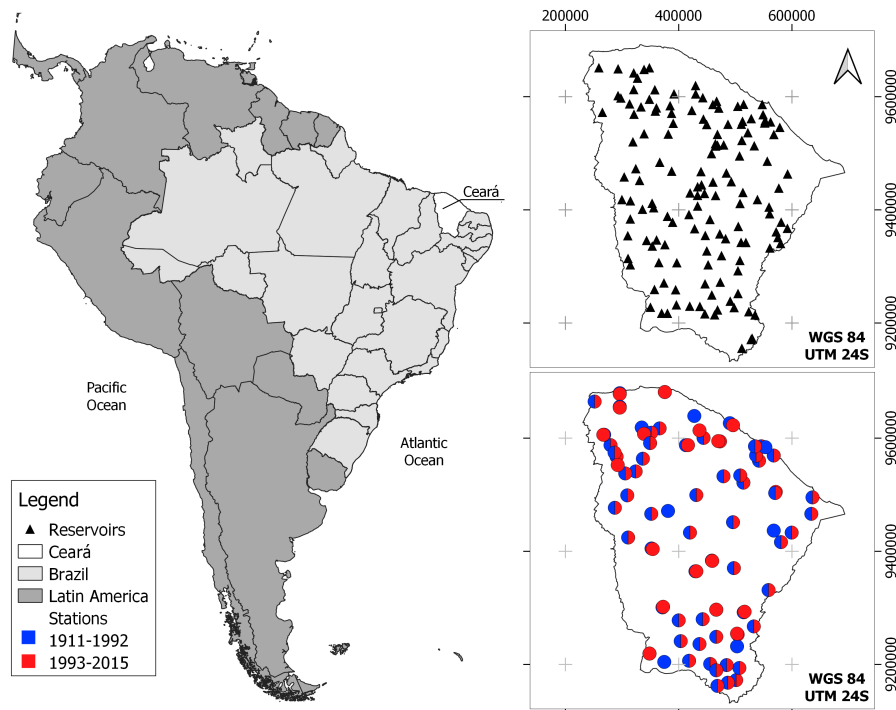 200000 400000 600000
9600000
9400000
9200000
WGS 84
UTM 24S
Ceará
Pacific
Ocean
Atlantic
Ocean
Legend
Reservoirs
Ceará
Brazil
Latin America
Stations
1911-1992
1993-2015
9600000
9400000
9200000
WGS 84
UTM 24S